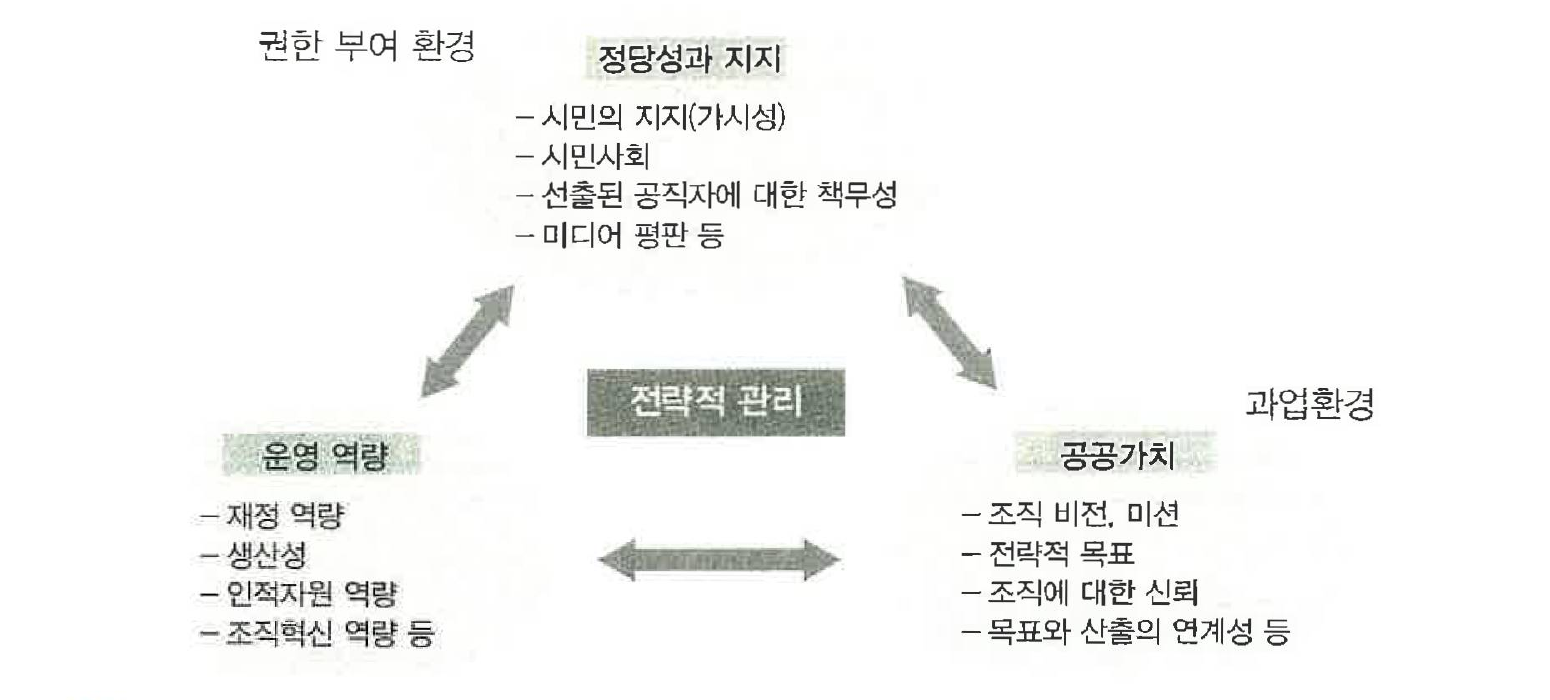 권한 부여 환경
정당성과 지지
– 시민의 지지(가시성)
– 시민사회
– 선출된 공직자에 대한 책무성
– 미디어 평판 등
전략적 관리
과업환경
운영 역량
– 재정 역량
– 생산성
– 인적자원 역량
– 조직혁신 역량 등
공공가치
– 조직 비전, 미션
– 전략적 목표
– 조직에 대한 신뢰
– 목표와 산출의 연계성 등